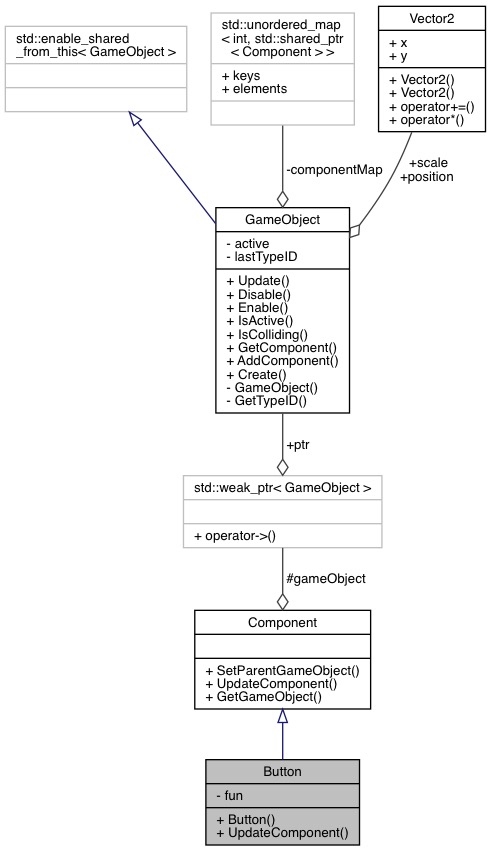 std::enable_shared
_from_this< GameObject >
std::unordered_map
< int, std::shared_ptr
< Component > >
+ keys
+ elements
Vector2
+ x
+ y
+ Vector2()
+ Vector2()
+ operator+=()
+ operator*()
-componentMap
+scale
+position
GameObject
- active
- lastTypeID
+ Update()
+ Disable()
+ Enable()
+ IsActive()
+ IsColliding()
+ GetComponent()
+ AddComponent()
+ Create()
- GameObject()
- GetTypeID()
+ptr
std::weak_ptr< GameObject >
+ operator->()
#gameObject
Component
+ SetParentGameObject()
+ UpdateComponent()
+ GetGameObject()
Button
- fun
+ Button()
+ UpdateComponent()